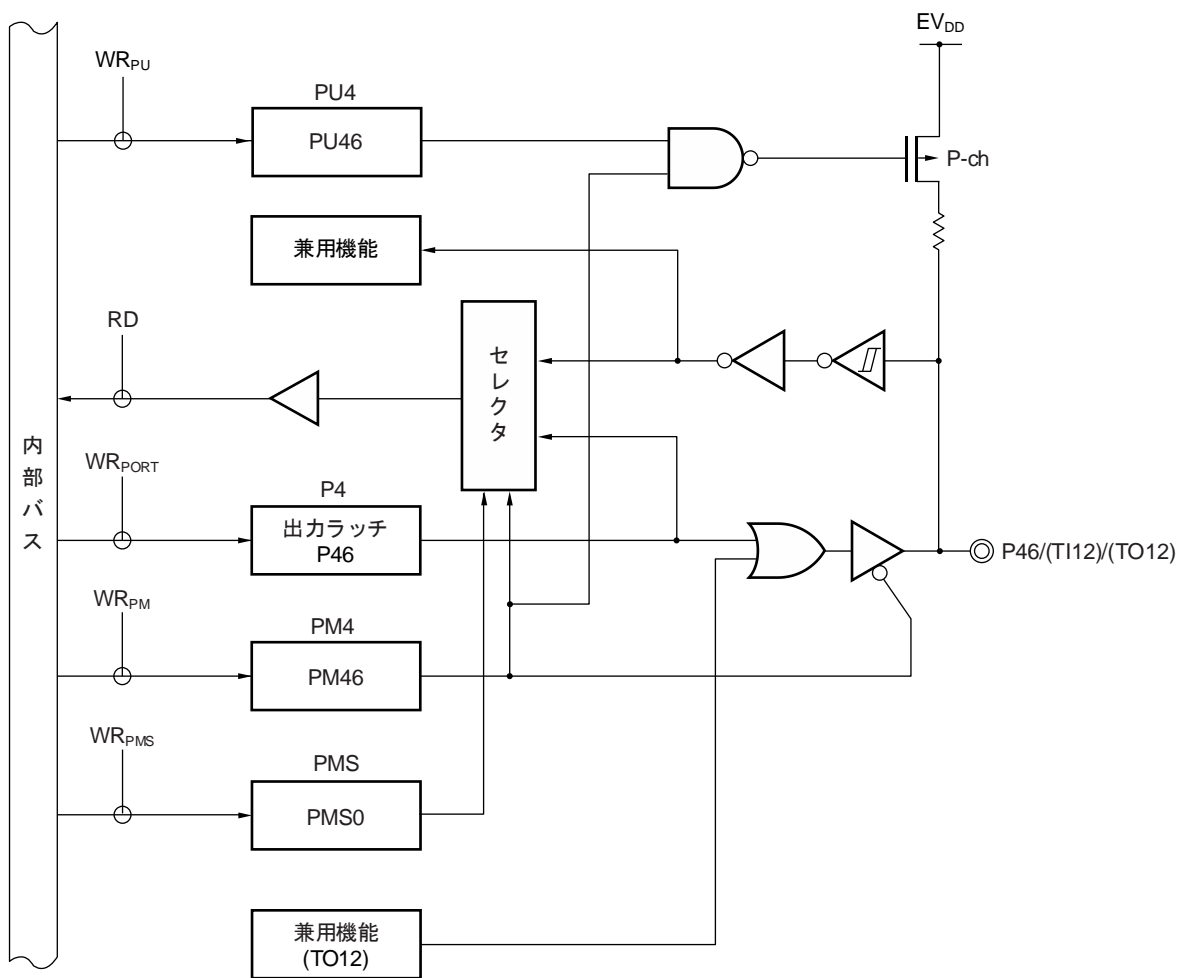 EVDD
WRPU
PU4
PU46
P-ch
兼用機能
RD
セレクタ
内部バス
WRPORT
P4
出力ラッチ
P46
P46/(TI12)/(TO12)
WRPM
PM4
PM46
WRPMS
PMS
PMS0
兼用機能
(TO12)